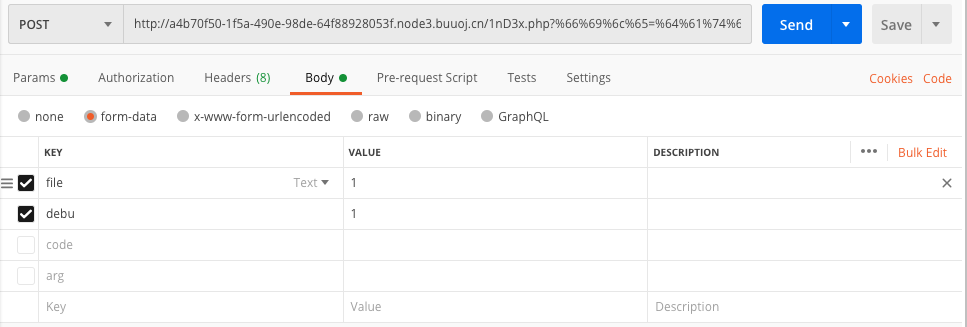 POST http://a4b70f50-1f5a-490e-98de-64f88928053f.node3.buuoj.cn/1nD3x.php?%66%69%6c%65=%64%61%74%6 Send Save
Params Authorization Headers (8) Body Pre-request Script Tests Settings Cookies Code
none form-data x-www-form-urlencoded raw binary GraphQL
KEY VALUE DESCRIPTION ••• Bulk Edit
file Text 1
debu 1
code
arg
Key Value Description